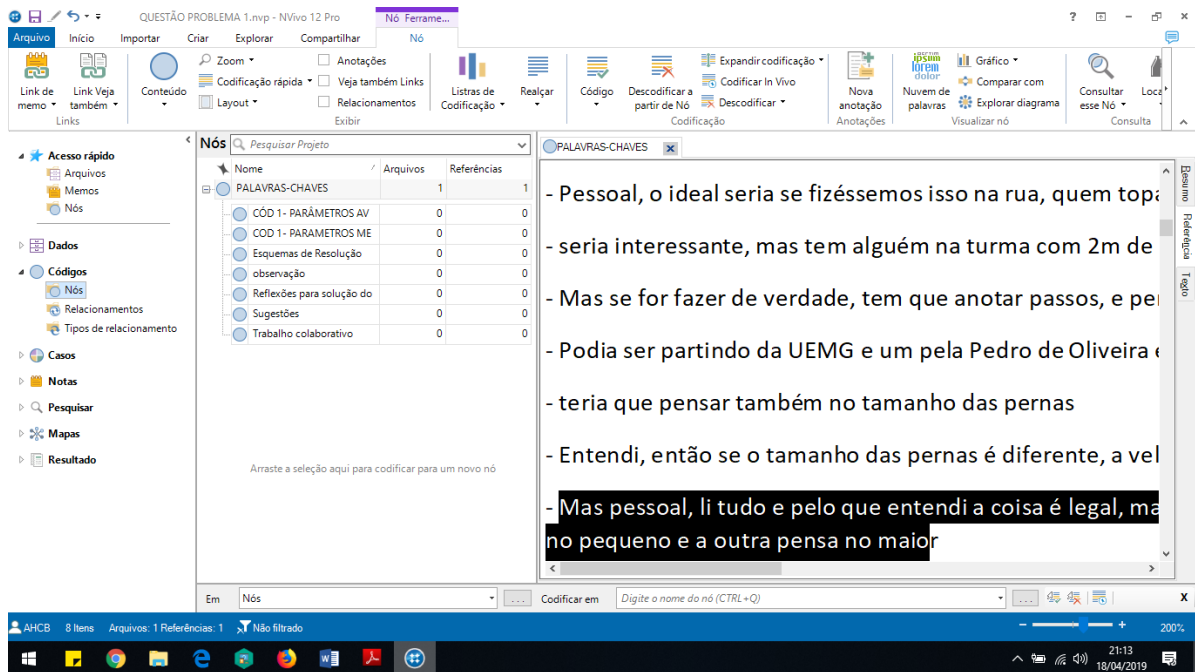 QUESTÃO PROBLEMA 1.nvp - NVivo 12 Pro
Nó Ferrame...
?
Arquivo Início Importar Criar Explorar Compartilhar Nó
Link de memo
Link Veja também
Links
Conteúdo
Zoom
Codificação rápida
Layout
Anotações
Veja também Links
Relacionamentos
Exibir
Listras de Codificação
Realçar
Código
Descodificar a partir de Nó
Expandir codificação
Codificar In Vivo
Descodificar
Codificação
Nova anotação
Anotações
lorem
dolor
Nuvem de palavras
Gráfico
Comparar com
Explorar diagrama
Visualizar nó
Consultar esse Nó
Loca
Consulta
Acesso rápido
Arquivos
Memos
Nós
Dados
Códigos
Nós
Relacionamentos
Tipos de relacionamento
Casos
Notas
Pesquisar
Mapas
Resultado
Nós Pesquisar Projeto
Nome Arquivos Referências
PALAVRAS-CHAVES 1 1
CÓD 1- PARÂMETROS AV 0 0
COD 1- PARAMETROS ME 0 0
Esquemas de Resolução 0 0
observação 0 0
Reflexões para solução do 0 0
Sugestões 0 0
Trabalho colaborativo 0 0
Arraste a seleção aqui para codificar para um novo nó
PALAVRAS-CHAVES x
- Pessoal, o ideal seria se fizéssemos isso na rua, quem topa
- seria interessante, mas tem alguém na turma com 2m de
- Mas se for fazer de verdade, tem que anotar passos, e per
- Podia ser partindo da UEMG e um pela Pedro de Oliveira e
- teria que pensar também no tamanho das pernas
- Entendi, então se o tamanho das pernas é diferente, a vel
- Mas pessoal, li tudo e pelo que entendi a coisa é legal, ma
no pequeno e a outra pensa no maior
Resumo
Referência
Texto
Em Nós ... Codificar em Digite o nome do nó (CTRL+Q) ... X
AHCB 8 Itens Arquivos: 1 Referências: 1 Não filtrado 200%
21:13
18/04/2019